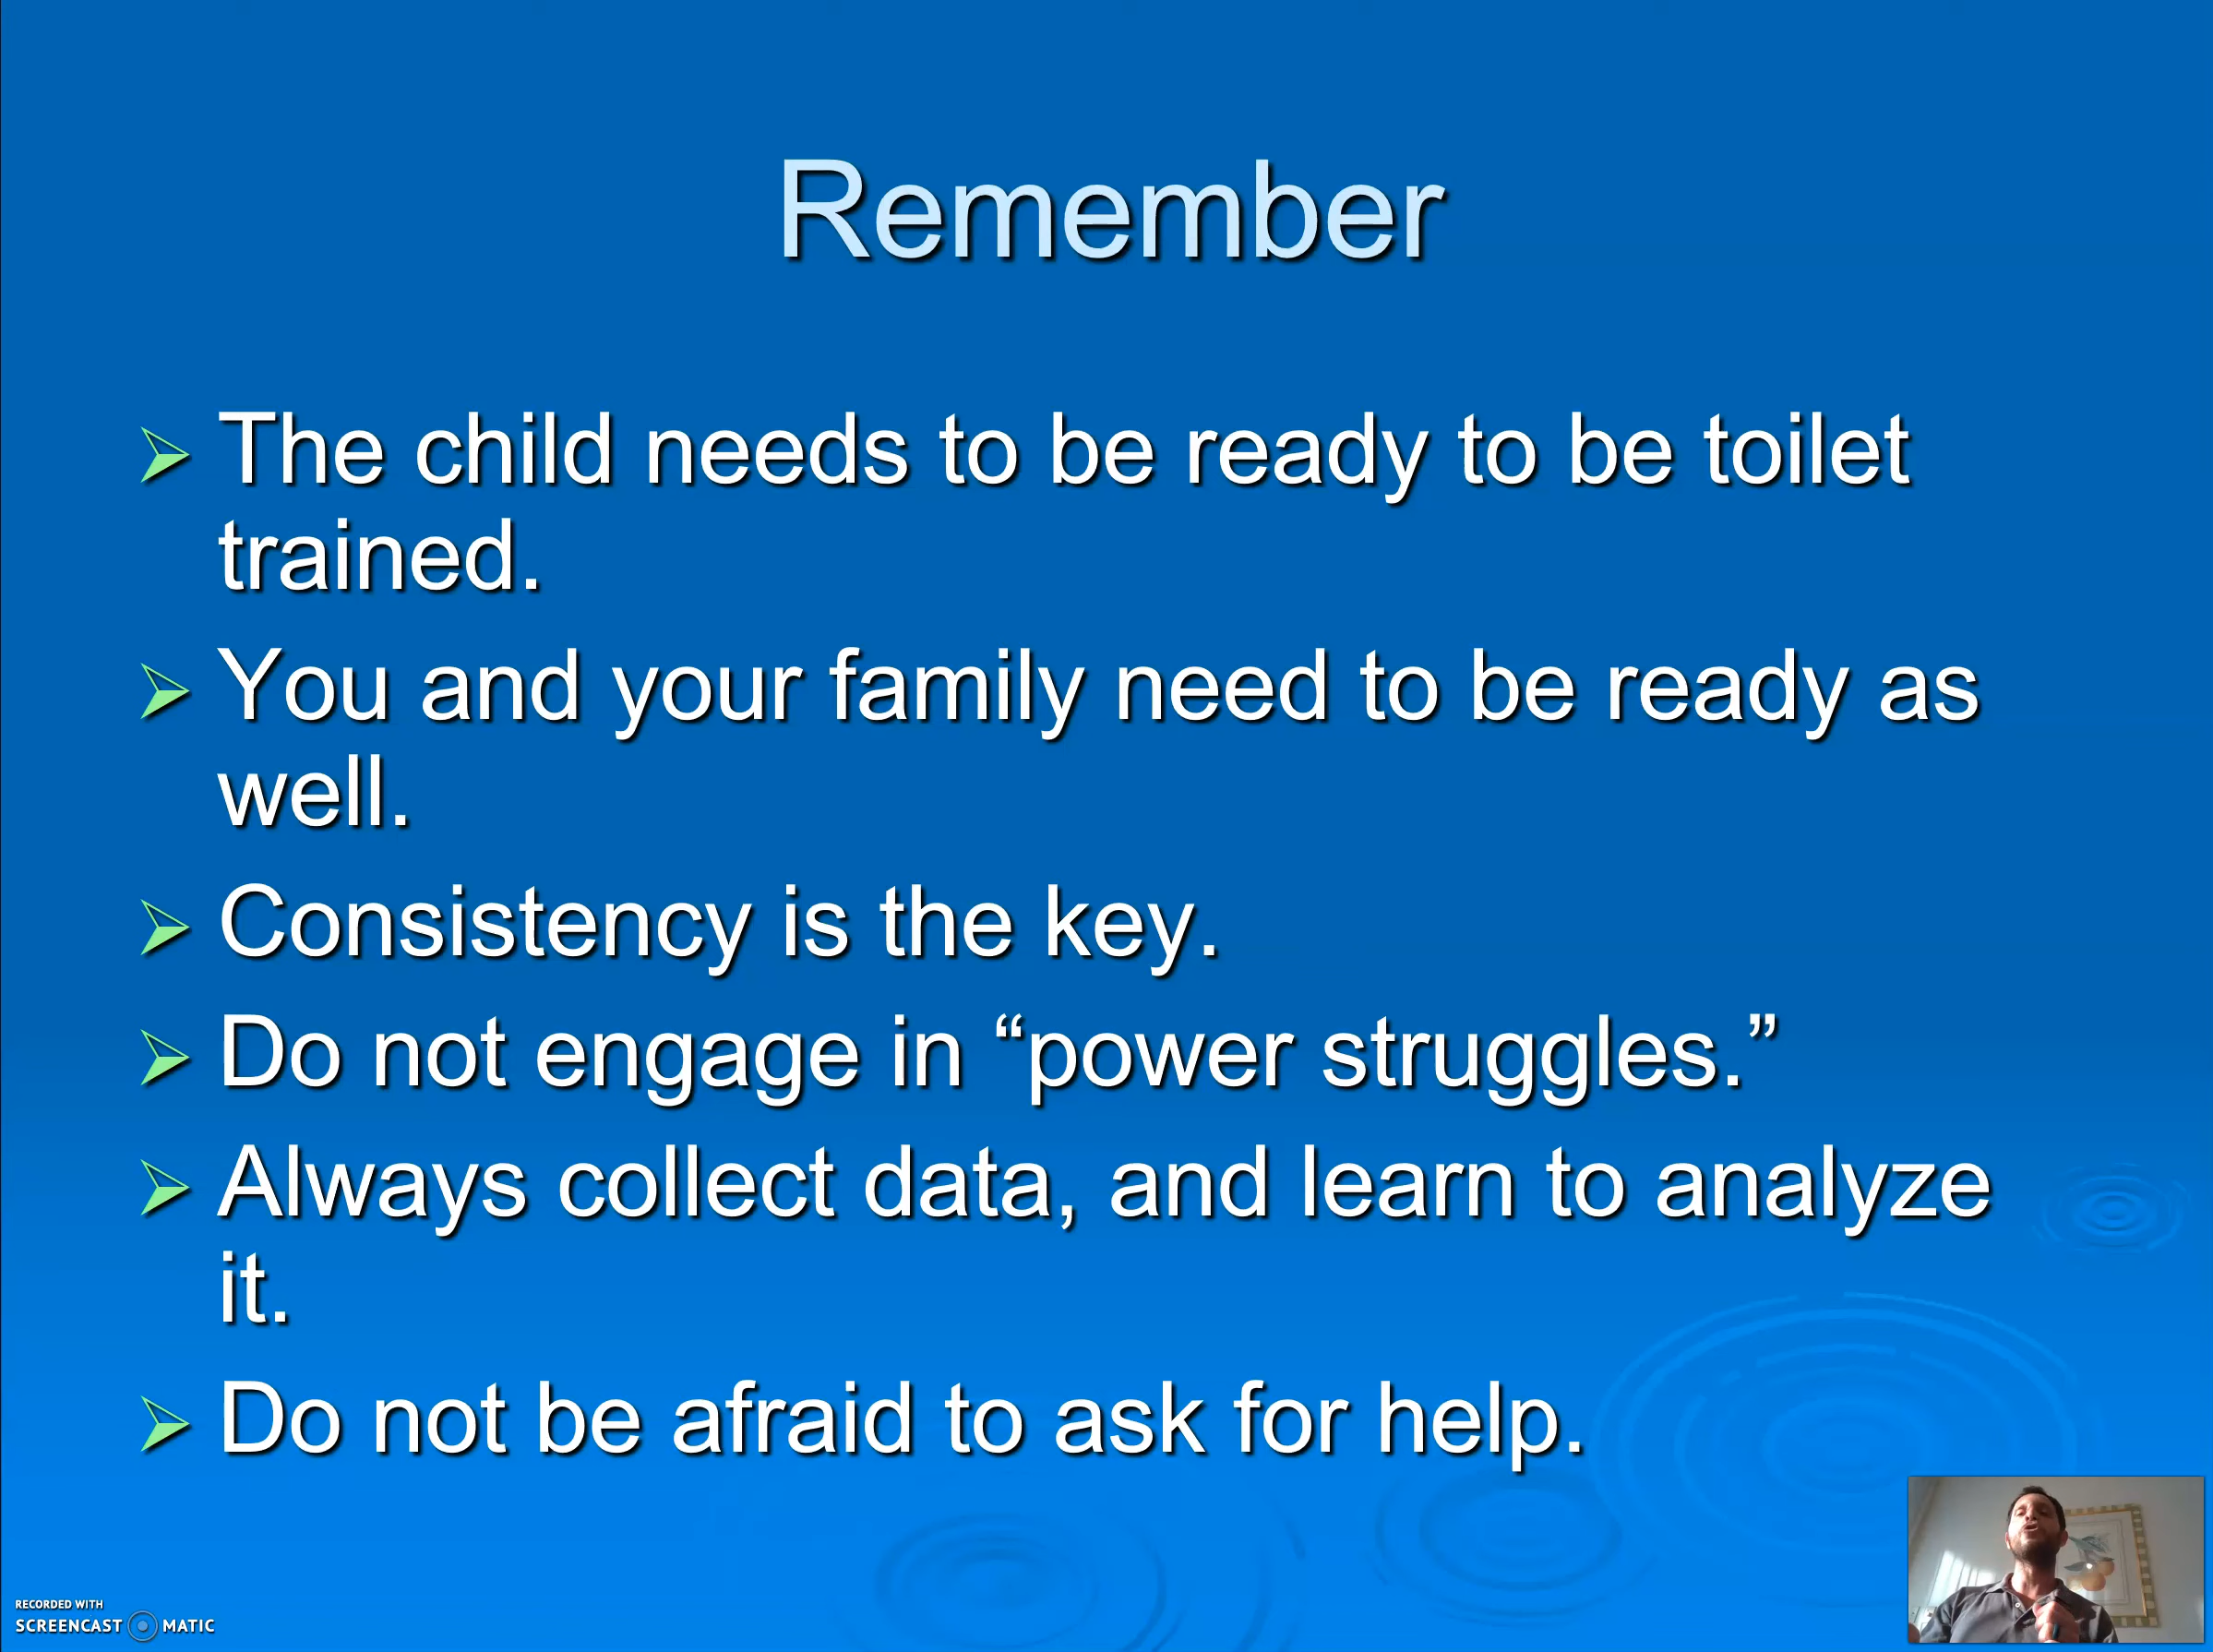 Remember
The child needs to be ready to be toilet
trained.
You and your family need to be ready as
well.
Consistency is the key.
Do not engage in “power struggles.”
Always collect data, and learn to analyze
it.
Do not be afraid to ask for help.
RECORDED WITH
SCREENCAST MATIC